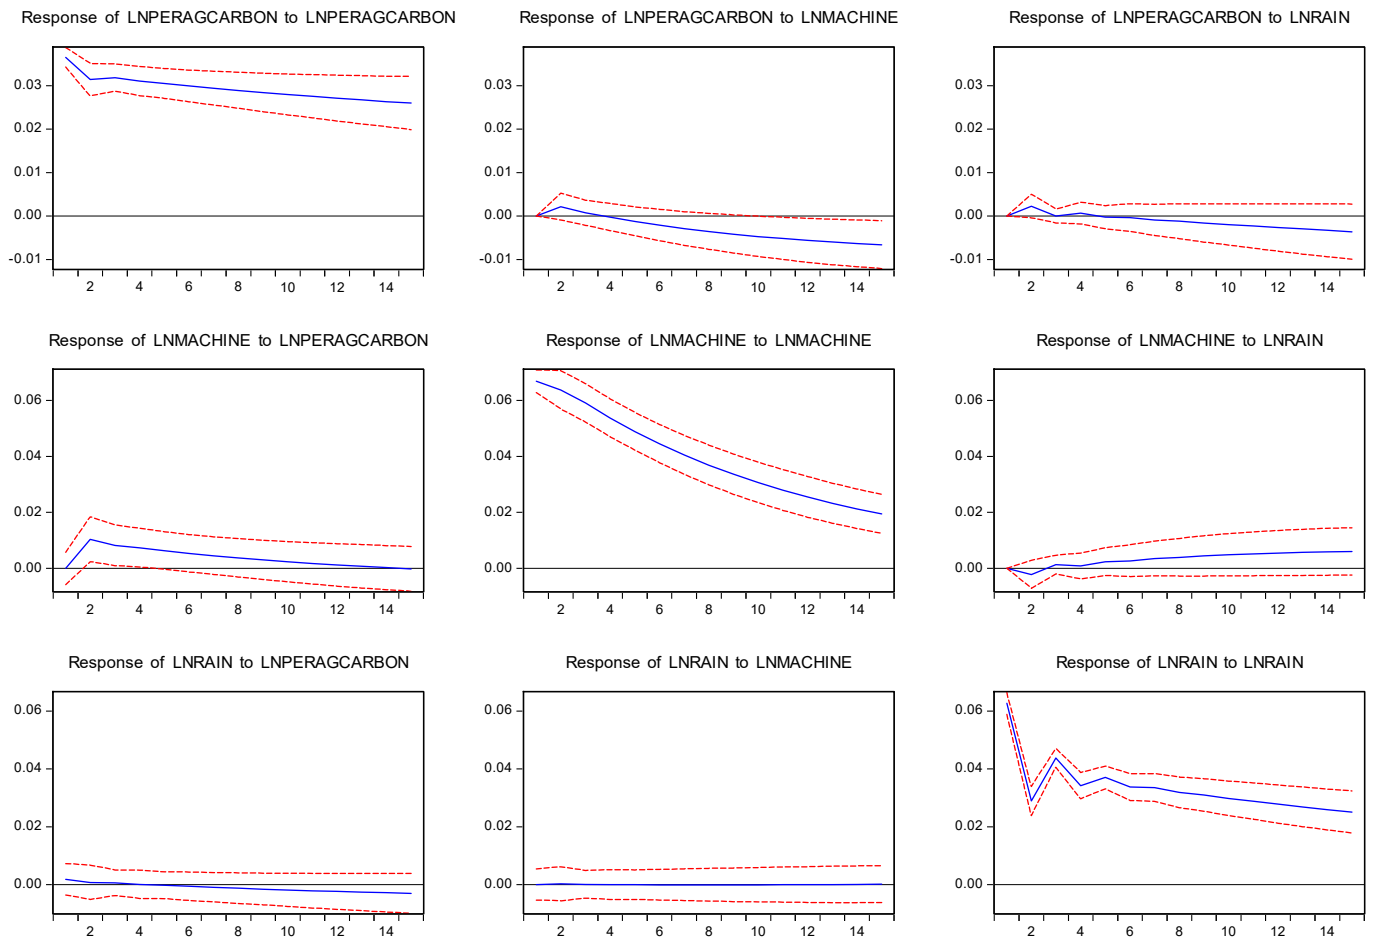 Response of LNPERAGCARBON to LNPERAGCARBON
Response of LNPERAGCARBON to LNMACHINE
Response of LNPERAGCARBON to LNRAIN
0.03
0.02
0.01
0.00
-0.01
2 4 6 8 10 12 14
0.03
0.02
0.01
0.00
-0.01
2 4 6 8 10 12 14
0.03
0.02
0.01
0.00
-0.01
2 4 6 8 10 12 14
Response of LNMACHINE to LNPERAGCARBON
Response of LNMACHINE to LNMACHINE
Response of LNMACHINE to LNRAIN
0.06
0.04
0.02
0.00
2 4 6 8 10 12 14
0.06
0.04
0.02
0.00
2 4 6 8 10 12 14
0.06
0.04
0.02
0.00
2 4 6 8 10 12 14
Response of LNRAIN to LNPERAGCARBON
Response of LNRAIN to LNMACHINE
Response of LNRAIN to LNRAIN
0.06
0.04
0.02
0.00
2 4 6 8 10 12 14
0.06
0.04
0.02
0.00
2 4 6 8 10 12 14
0.06
0.04
0.02
0.00
2 4 6 8 10 12 14